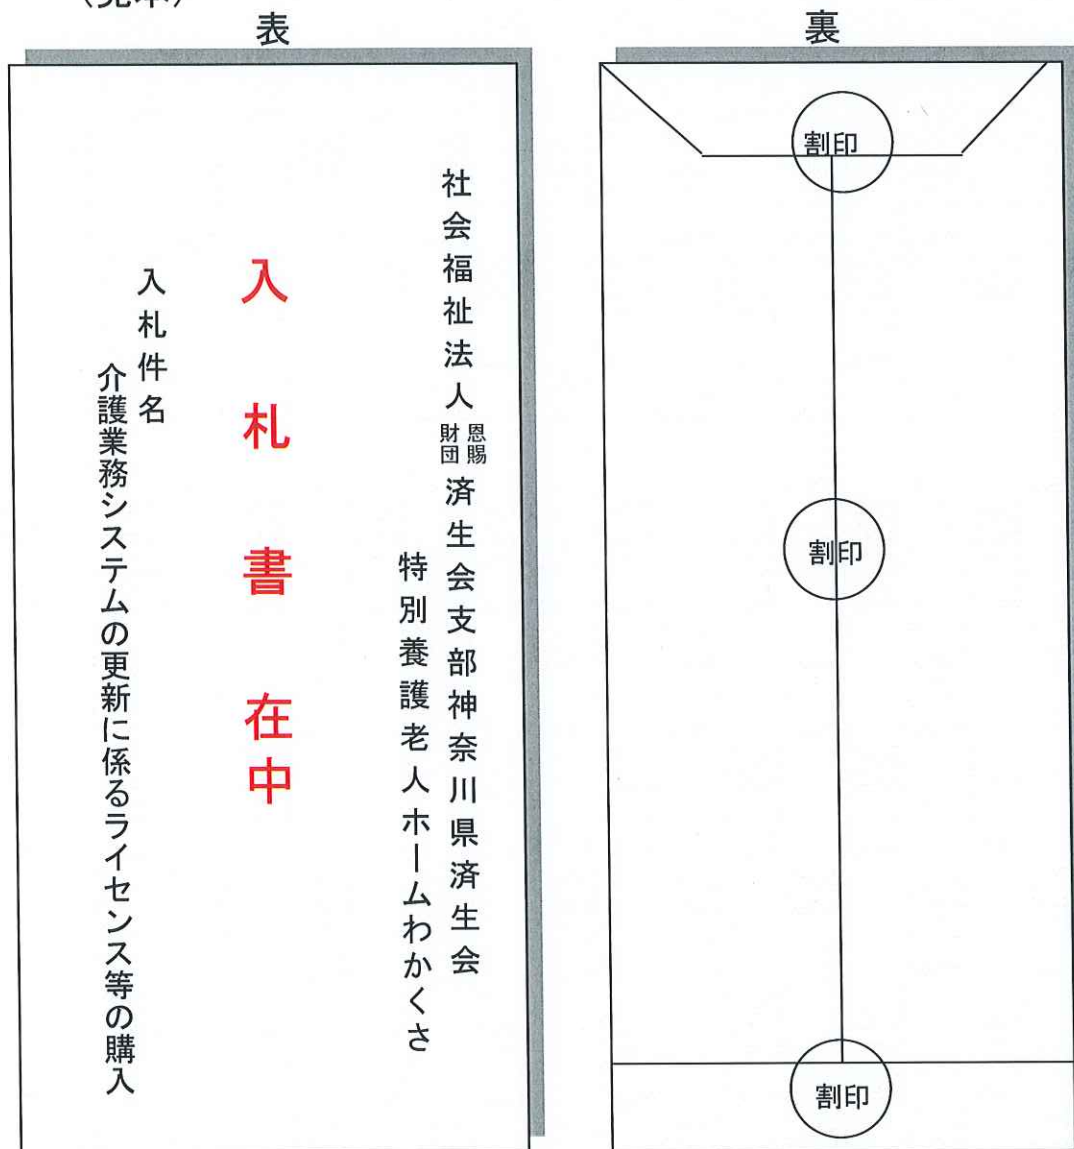 (見本)
表
社会福祉法人恩賜財団済生会支部神奈川県済生会
特別養護老人ホームわかくさ
入札書在中
入札件名
介護業務システムの更新に係るライセンス等の購入
裏
割印
割印
割印